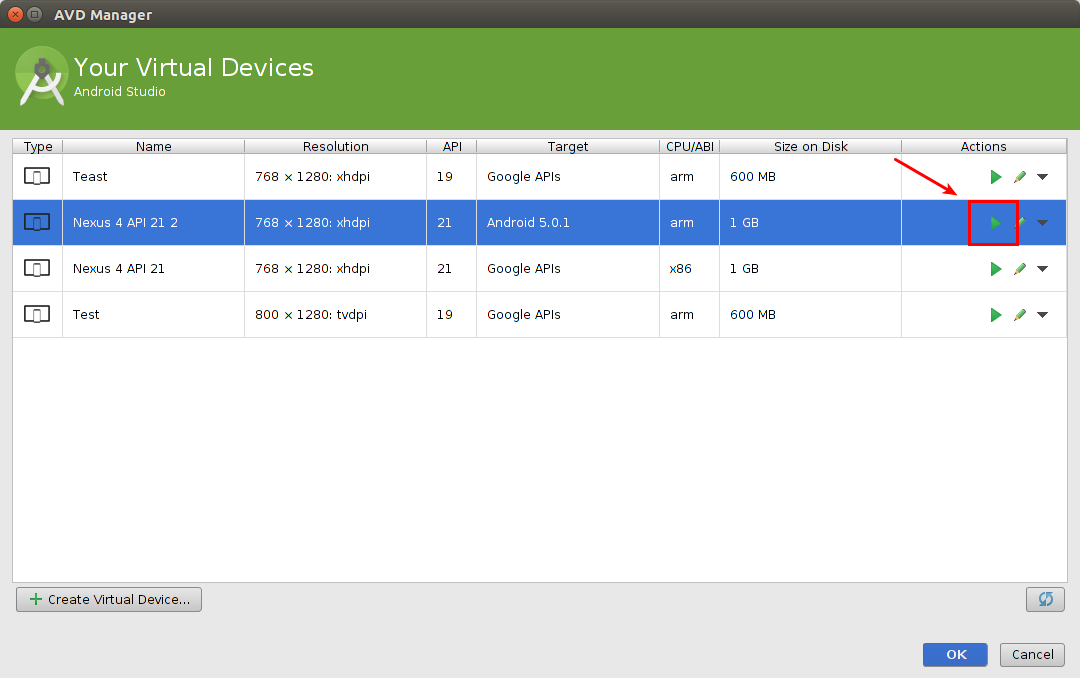 AVD Manager
Your Virtual Devices
Android Studio
Type Name Resolution API Target CPU/ABI Size on Disk Actions
Teast 768 × 1280: xhdpi 19 Google APIs arm 600 MB
Nexus 4 API 21 2 768 × 1280: xhdpi 21 Android 5.0.1 arm 1 GB
Nexus 4 API 21 768 × 1280: xhdpi 21 Google APIs x86 1 GB
Test 800 × 1280: tvdpi 19 Google APIs arm 600 MB
Create Virtual Device...
OK Cancel